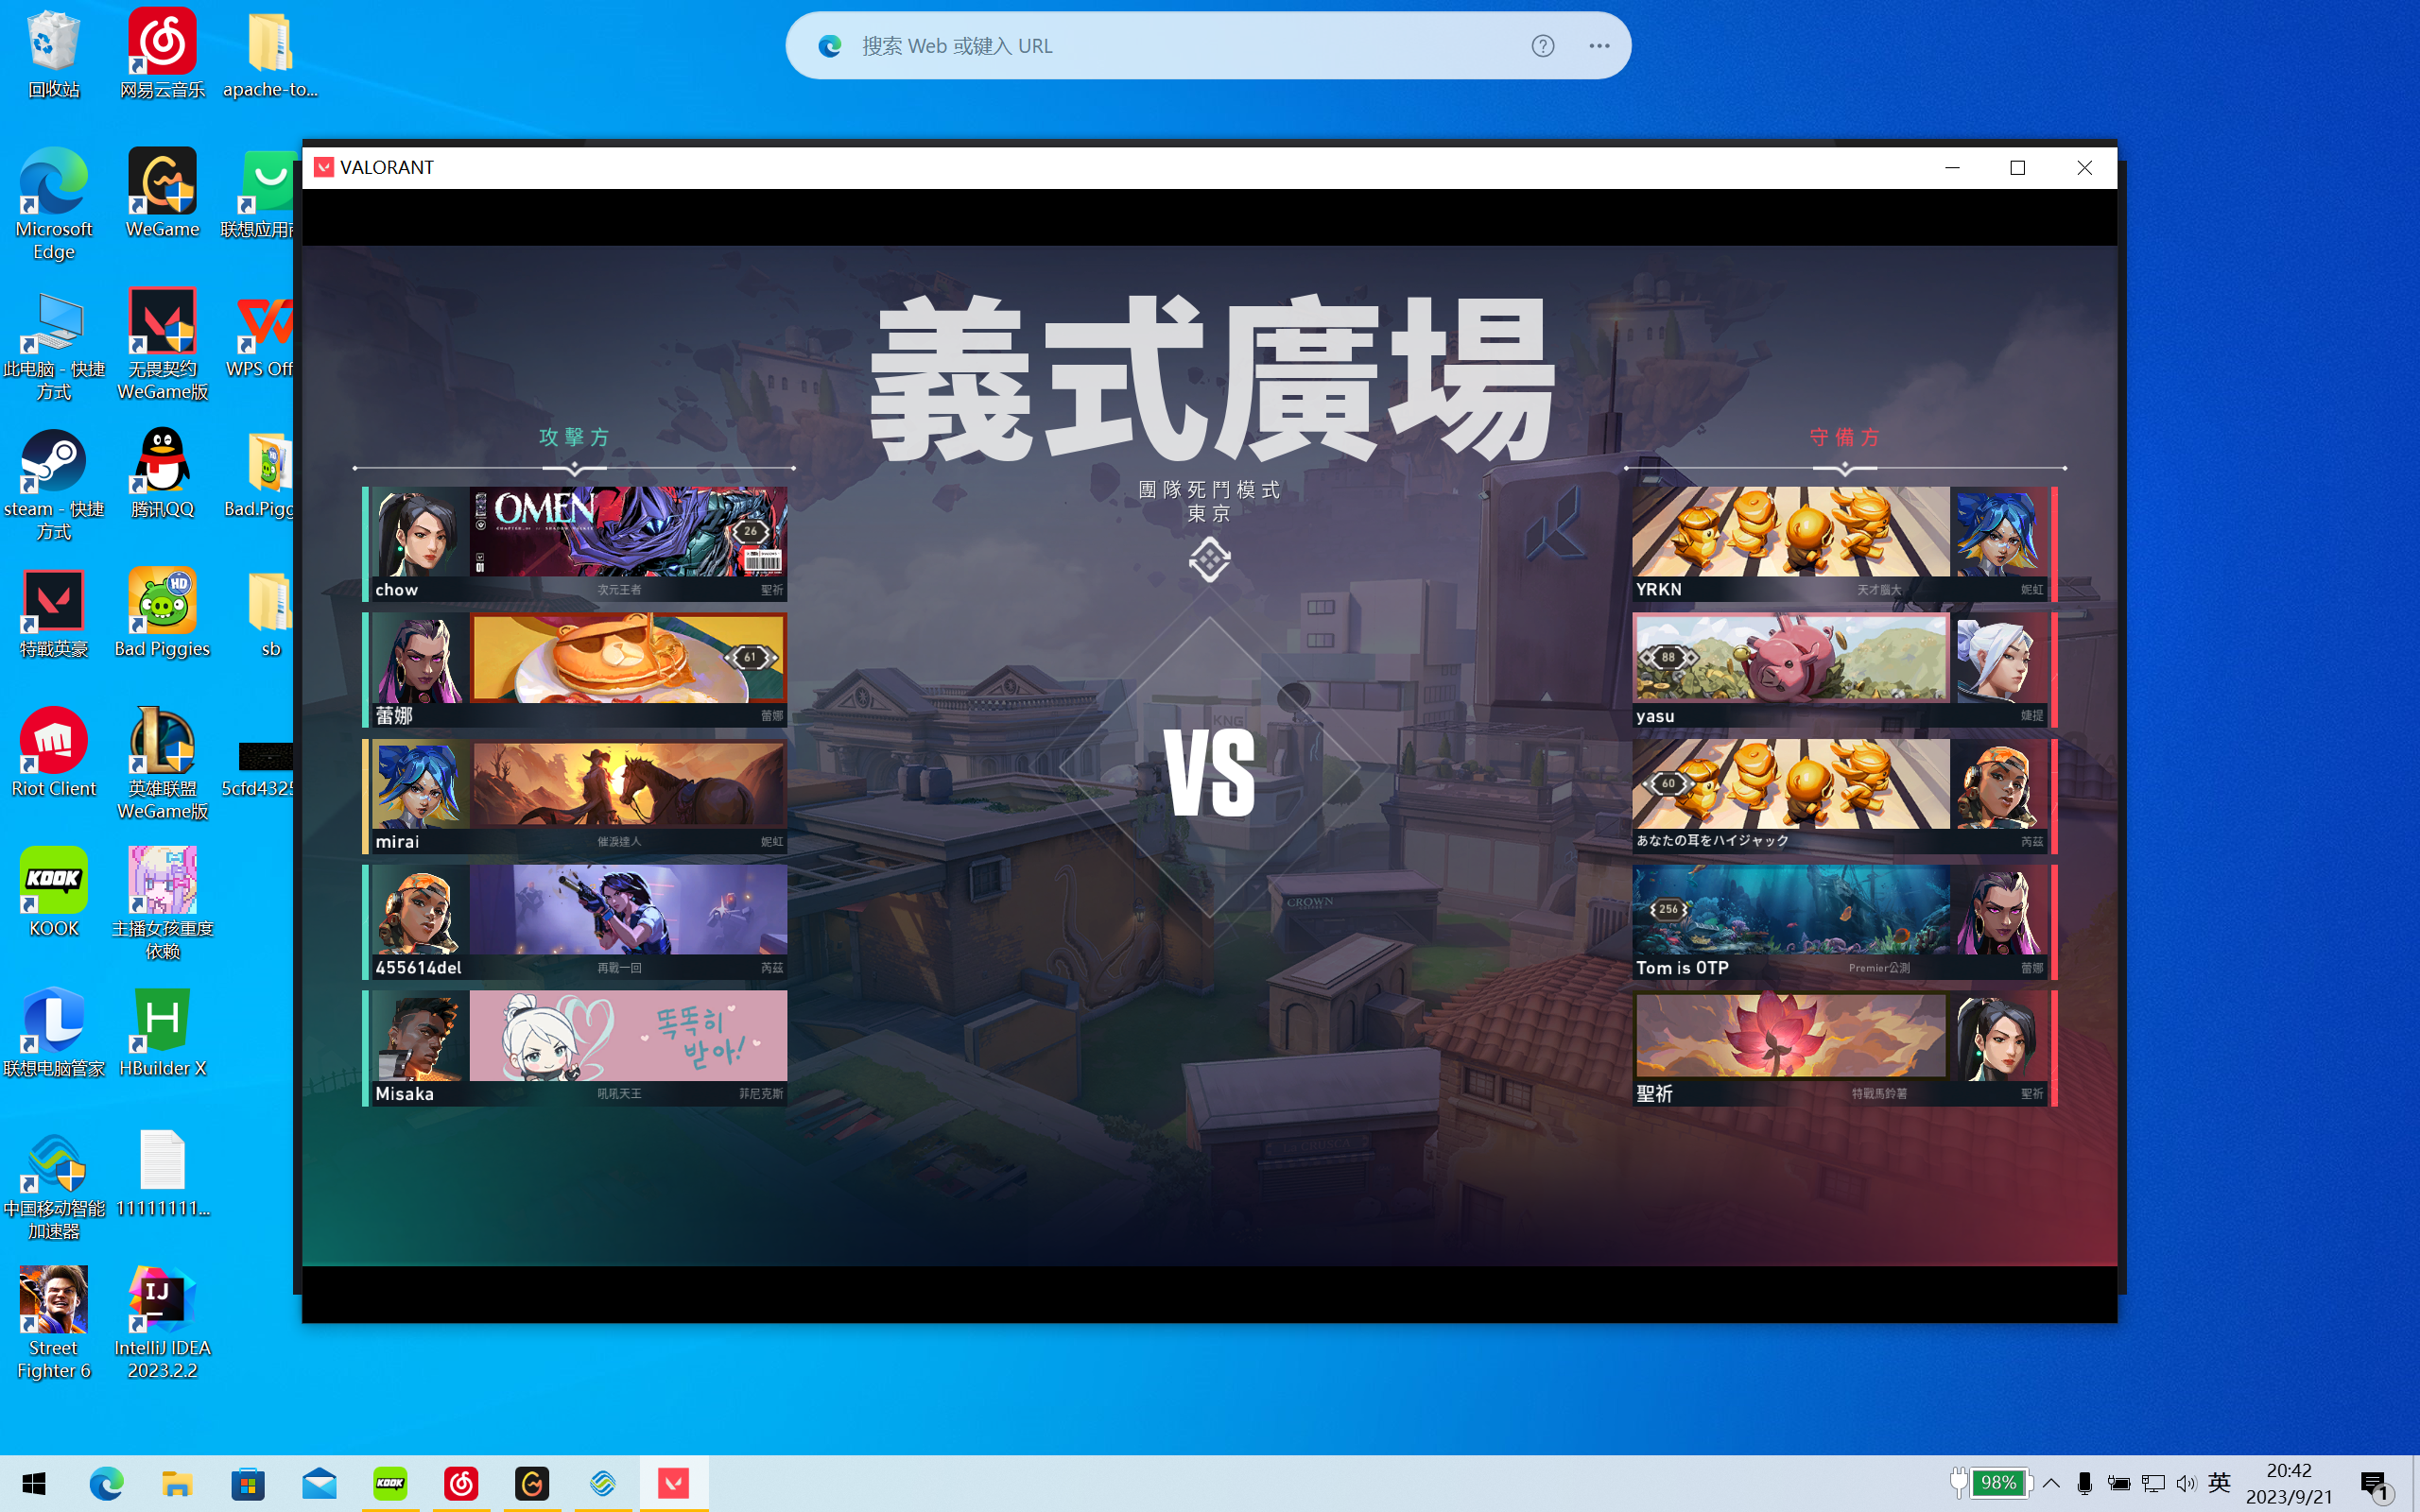 回收站
网易云音乐
apache-to...
搜索 Web 或键入 URL
Microsoft
Edge
WeGame
此电脑 - 快捷
方式
无畏契约
WeGame版
steam - 快捷
方式
腾讯QQ
特戰英豪
Bad Piggies
sb
Riot Client
英雄联盟
WeGame版
KOOK
主播女孩重度
依赖
联想电脑管家
HBuilder X
中国移动智能
加速器
11111111...
Street
Fighter 6
IntelliJ IDEA
2023.2.2
联想应用
WPS Off
Bad.Pigg
5cfd4325
VALORANT
義式廣場
團隊死鬥模式
東京
VS
攻擊方
OMEN
26
chow 次元王者 聖祈
61
蕾娜 蕾娜
mirai 催淚達人 妮虹
455614del 再戰一回 芮茲
똑똑히
받아!
Misaka 吼吼天王 菲尼克斯
守備方
YRKN 天才腦大 妮虹
88
yasu 婕提
60
あなたの耳をハイジャック 芮茲
256
Tom is OTP Premier公測 蕾娜
聖祈 特戰馬鈴薯 聖祈
KNG
CROWN
98%
英
20:42
2023/9/21
1